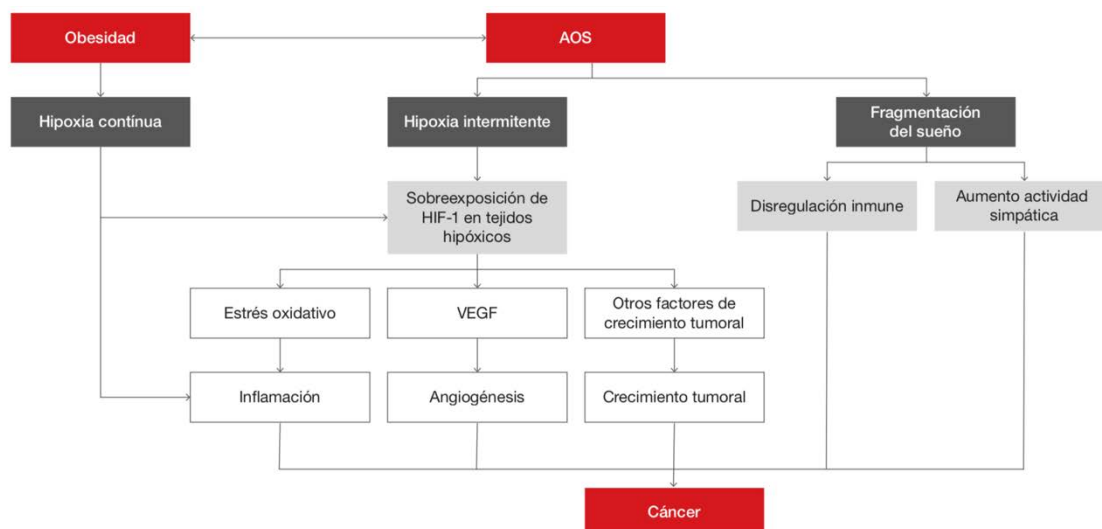 Obesidad
AOS
Hipoxia contínua
Hipoxia intermitente
Fragmentación
del sueño
Sobreexposición de
HIF-1 en tejidos
hipóxicos
Disregulación inmune
Aumento actividad
simpática
Estrés oxidativo
VEGF
Otros factores de
crecimiento tumoral
Inflamación
Angiogénesis
Crecimiento tumoral
Cáncer